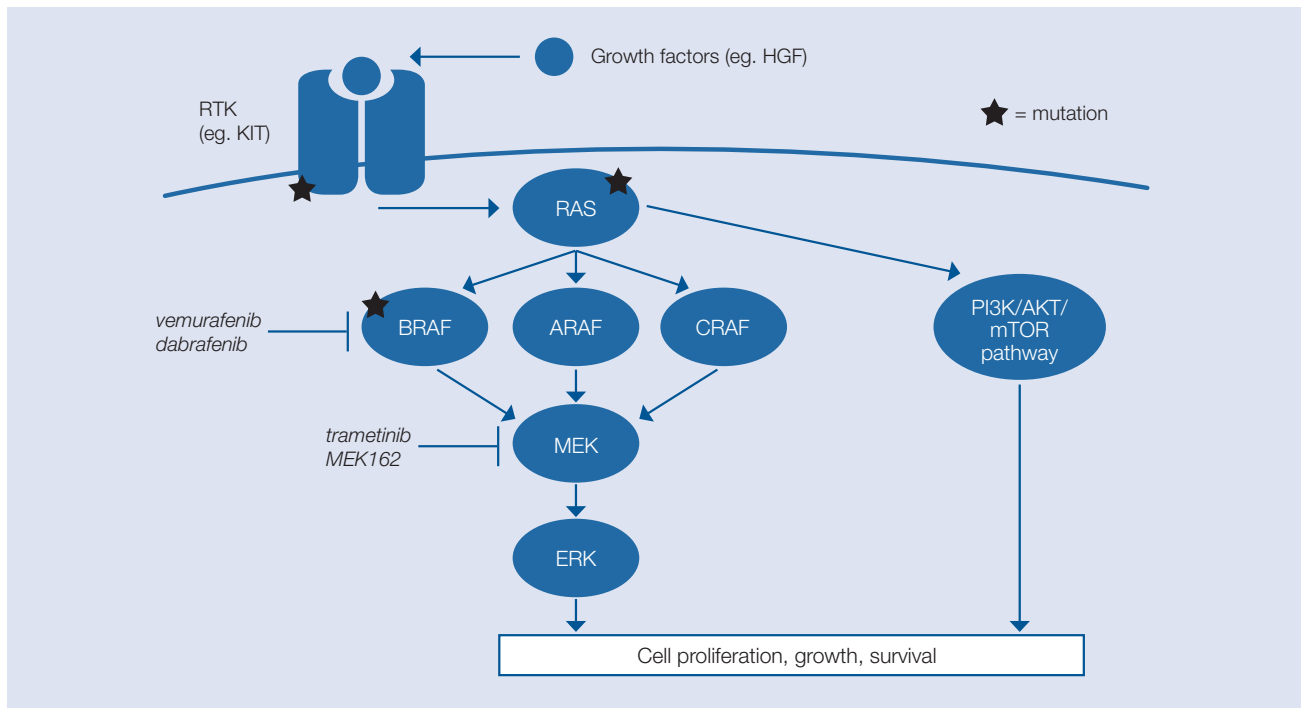 Growth factors (eg. HGF)
RTK
(eg. KIT)
= mutation
RAS
BRAF
ARAF
CRAF
PI3K/AKT/
mTOR
pathway
vemurafenib
dabrafenib
trametinib
MEK162
MEK
ERK
Cell proliferation, growth, survival